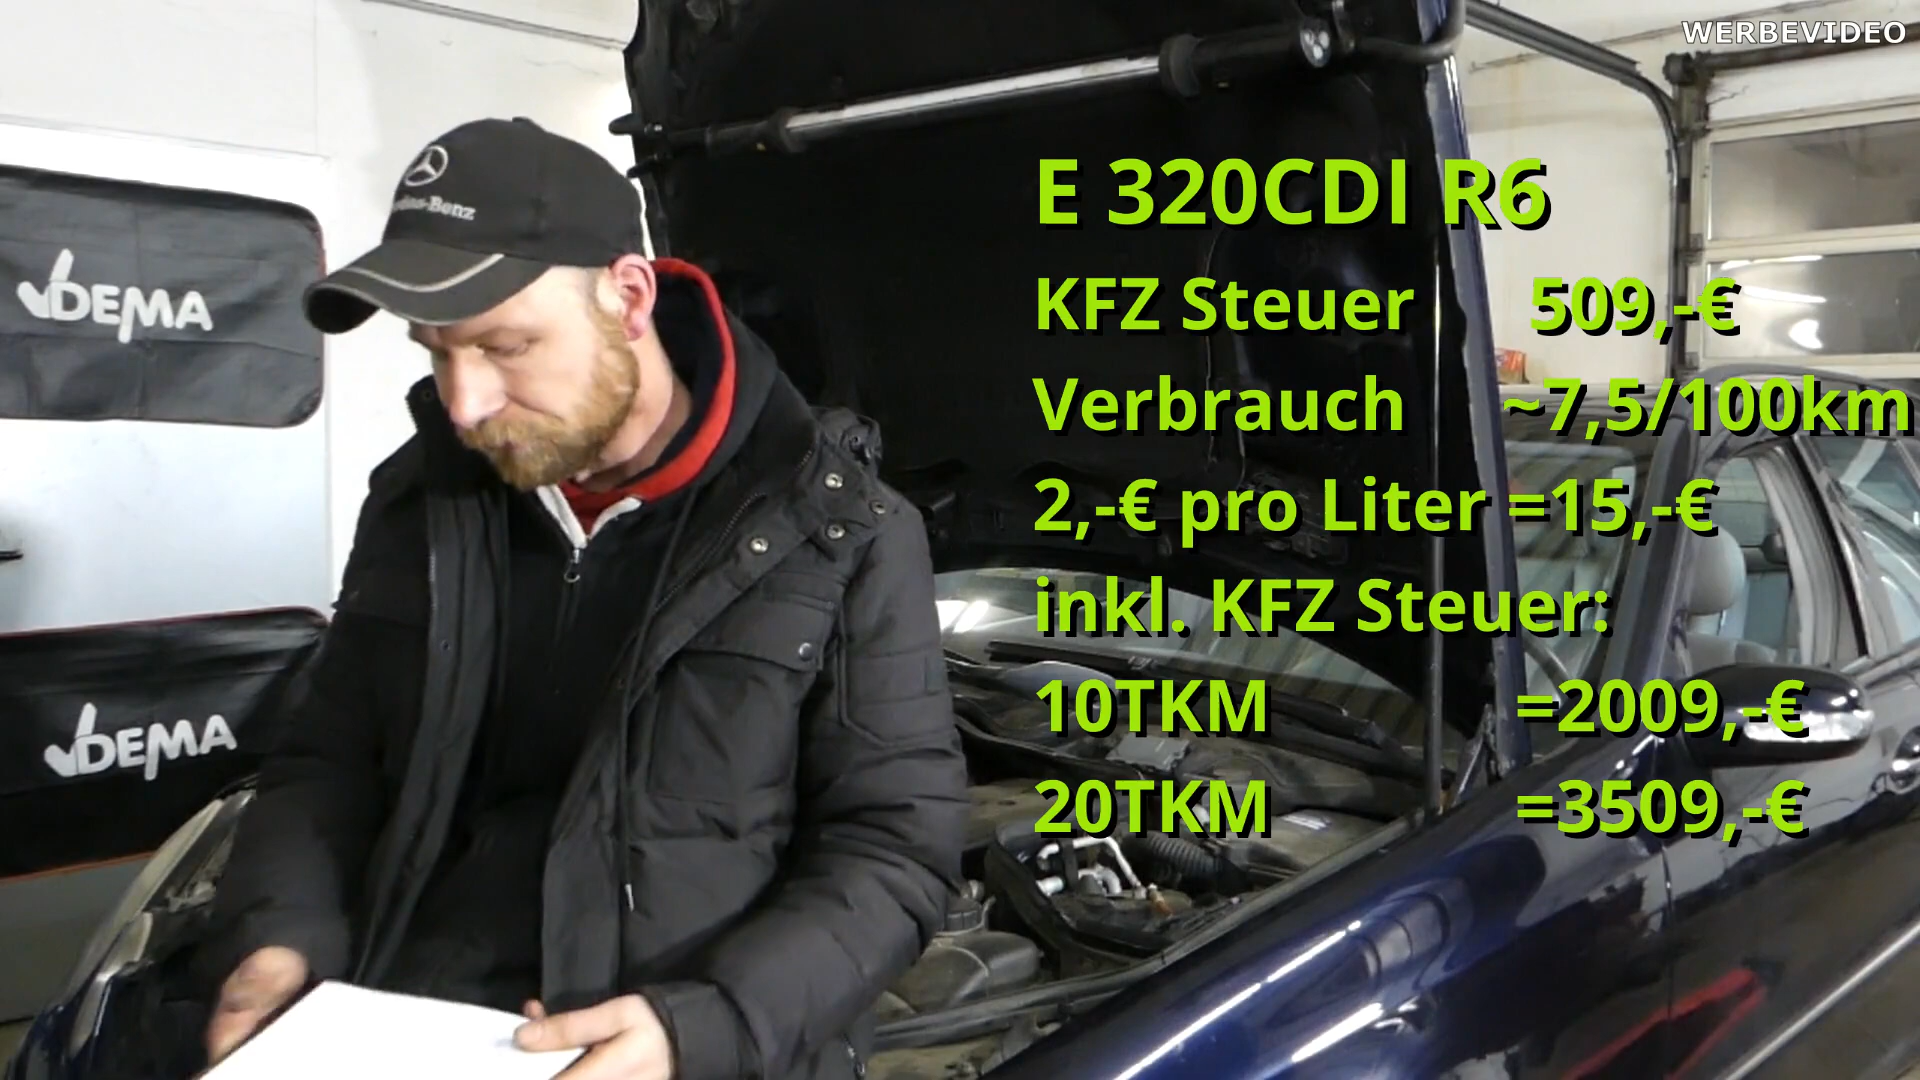 WERBEVIDEO
E 320CDI R6
KFZ Steuer 509,-€
Verbrauch ~7,5/100km
2,-€ pro Liter =15,-€
inkl. KFZ Steuer:
10TKM =2009,-€
20TKM =3509,-€
DEMA
DEMA